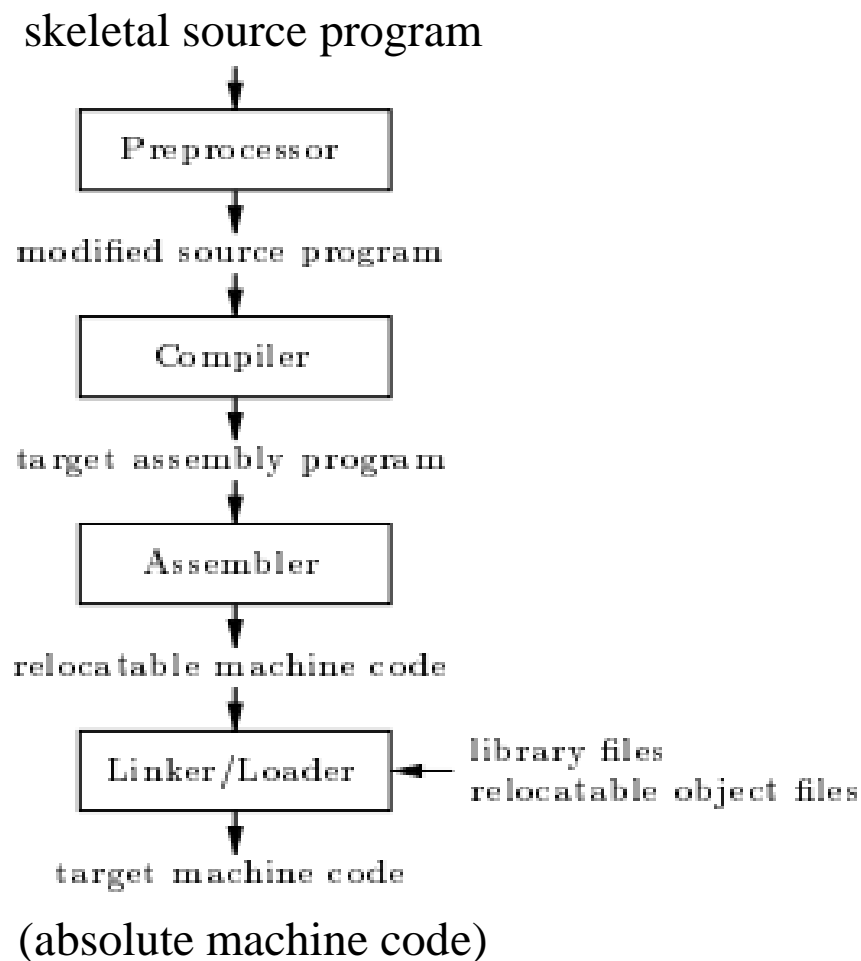 skeletal source program
Preprocessor
modified source program
Compiler
target assembly program
Assembler
relocatable machine code
Linker/Loader
library files
relocatable object files
target machine code
(absolute machine code)